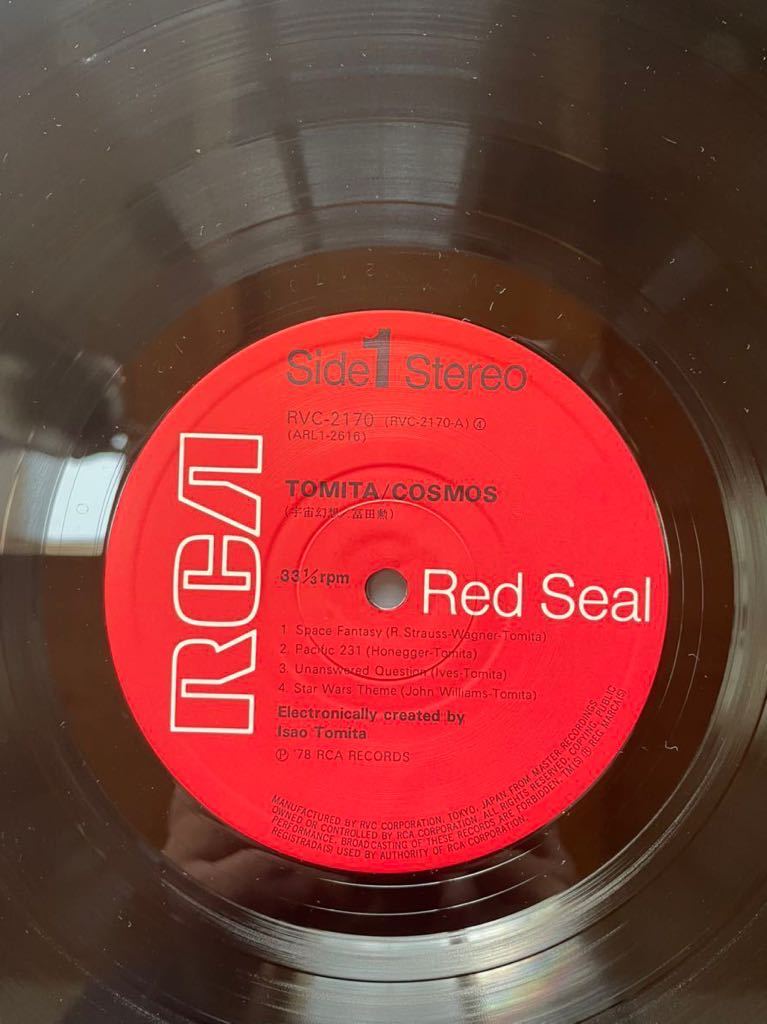 Side 1 Stereo
RVC-2170 (RVC-2170-A) ④
(ARL1-2616)
TOMITA/COSMOS
(宇宙幻想/冨田勲)
RCA
33⅓rpm
Red Seal
1 Space Fantasy (R. Strauss-Wagner-Tomita)
2. Pacific 231 (Honegger-Tomita)
3. Unanswered Question (Ives-Tomita)
4. Star Wars Theme (John Williams-Tomita)
Electronically created by
Isao Tomita
Ⓟ '78 RCA RECORDS
MANUFACTURED BY RVC CORPORATION, TOKYO, JAPAN FROM MASTER RECORDINGS
OWNED OR CONTROLLED BY RCA CORPORATION. ALL RIGHTS RESERVED. COPYING, PUBLIC
PERFORMANCE, BROADCASTING OF THESE RECORDS ARE FORBIDDEN. TM(S) ® REG MARCA(S)
REGISTRADA(S) USED BY AUTHORITY OF RCA CORPORATION.